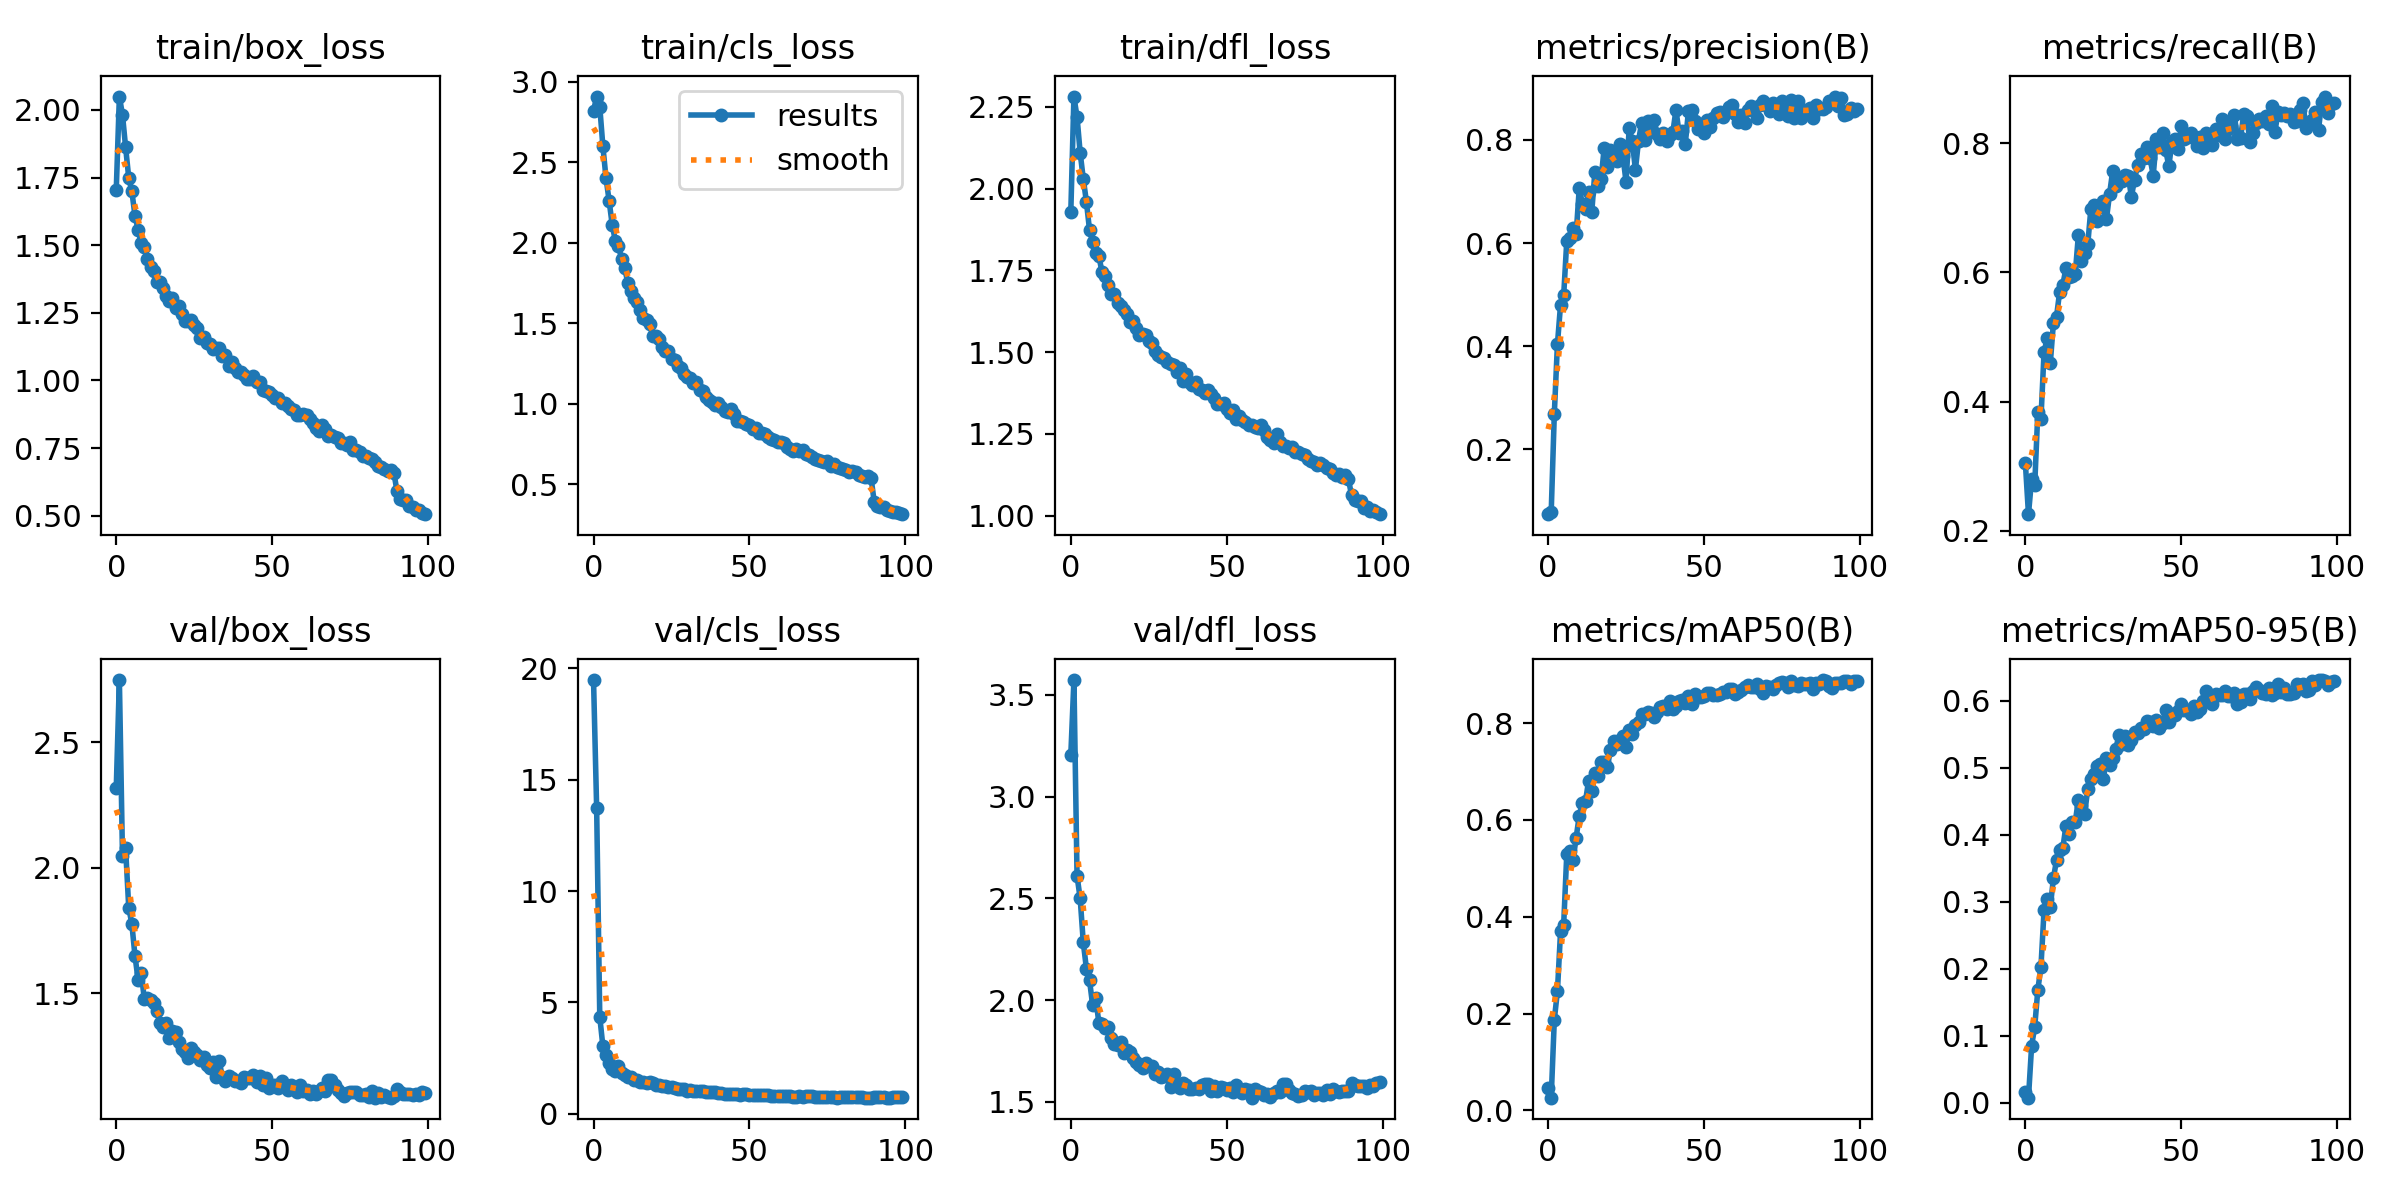 train/box_loss
2.00
1.75
1.50
1.25
1.00
0.75
0.50
0 50 100
train/cls_loss
results
smooth
3.0
2.5
2.0
1.5
1.0
0.5
0 50 100
train/dfl_loss
2.25
2.00
1.75
1.50
1.25
1.00
0 50 100
metrics/precision(B)
0.8
0.6
0.4
0.2
0 50 100
metrics/recall(B)
0.8
0.6
0.4
0.2
0 50 100
val/box_loss
2.5
2.0
1.5
0 50 100
val/cls_loss
20
15
10
5
0
0 50 100
val/dfl_loss
3.5
3.0
2.5
2.0
1.5
0 50 100
metrics/mAP50(B)
0.8
0.6
0.4
0.2
0.0
0 50 100
metrics/mAP50-95(B)
0.6
0.5
0.4
0.3
0.2
0.1
0.0
0 50 100